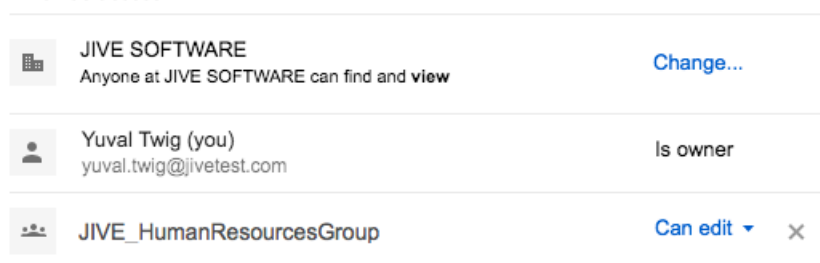 JIVE SOFTWARE
Anyone at JIVE SOFTWARE can find and view
Change...
Yuval Twig (you)
yuval.twig@jivetest.com
Is owner
JIVE_HumanResourcesGroup
Can edit